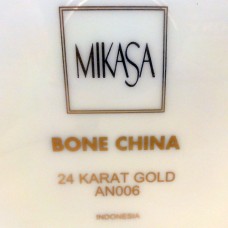 MIKASA
BONE CHINA
24 KARAT GOLD
AN006
INDONESIA